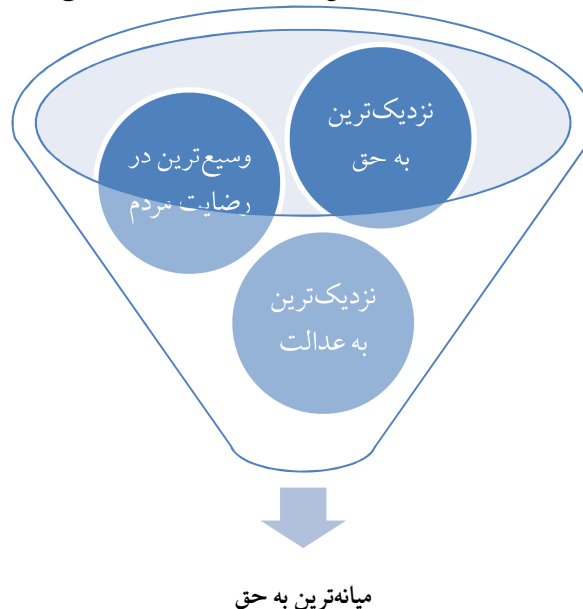 نزدیک‌ترین
به حق
وسیع‌ترین در
رضایت مردم
نزدیک‌ترین
به عدالت
میانه‌ترین به حق